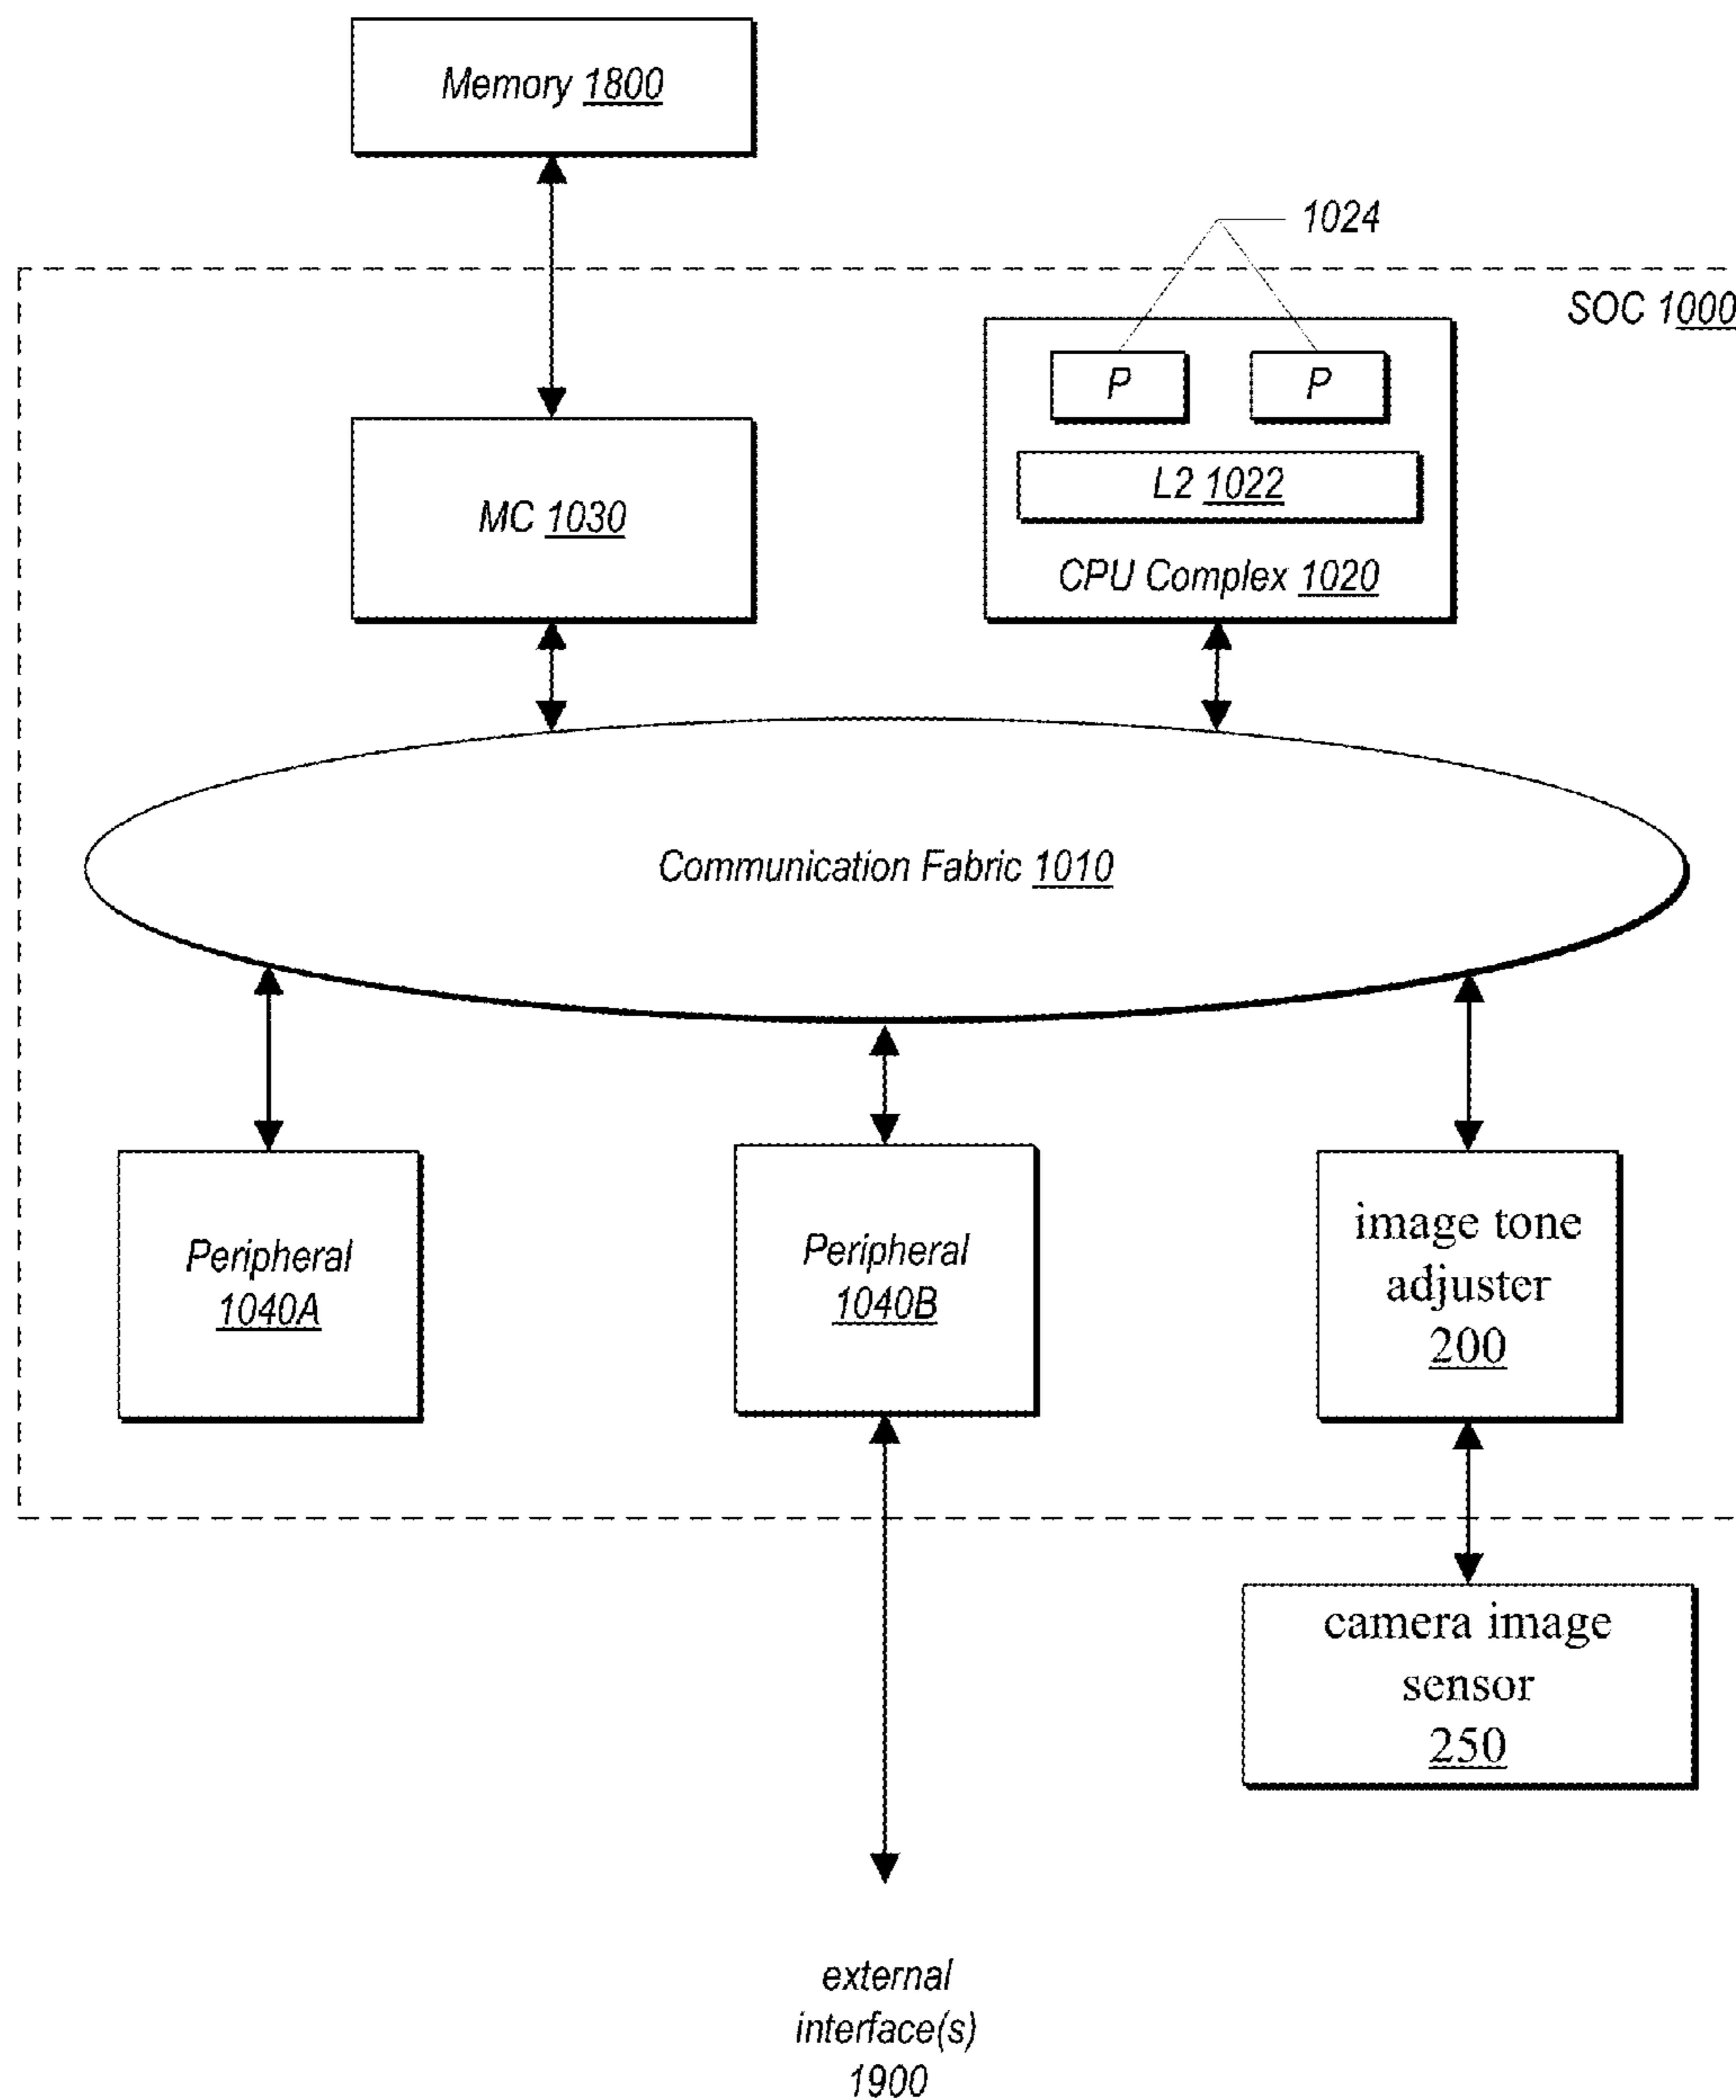 Memory 1800
1024
SOC 1000
P
P
L2 1022
MC 1030
CPU Complex 1020
Communication Fabric 1010
Peripheral
1040A
Peripheral
1040B
image tone
adjuster
200
camera image
sensor
250
external
interface(s)
1900